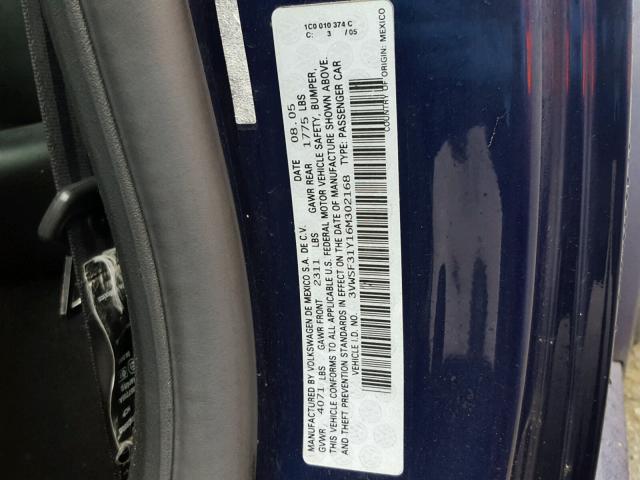 1C0 010 374 C
C. 3 / 05
MANUFACTURED BY VOLKSWAGEN DE MEXICO S.A. DE C.V. DATE 08.05
GVWR 4071 LBS GAWR FRONT 2311 LBS GAWR REAR 1775 LBS
THIS VEHICLE CONFORMS TO ALL APPLICABLE U.S. FEDERAL MOTOR VEHICLE SAFETY, BUMPER,
AND THEFT PREVENTION STANDARDS IN EFFECT ON THE DATE OF MANUFACTURE SHOWN ABOVE.
VEHICLE I.D. NO. 3VWSF31Y16M302168 TYPE: PASSENGER CAR
COUNTRY OF ORIGIN: MEXICO